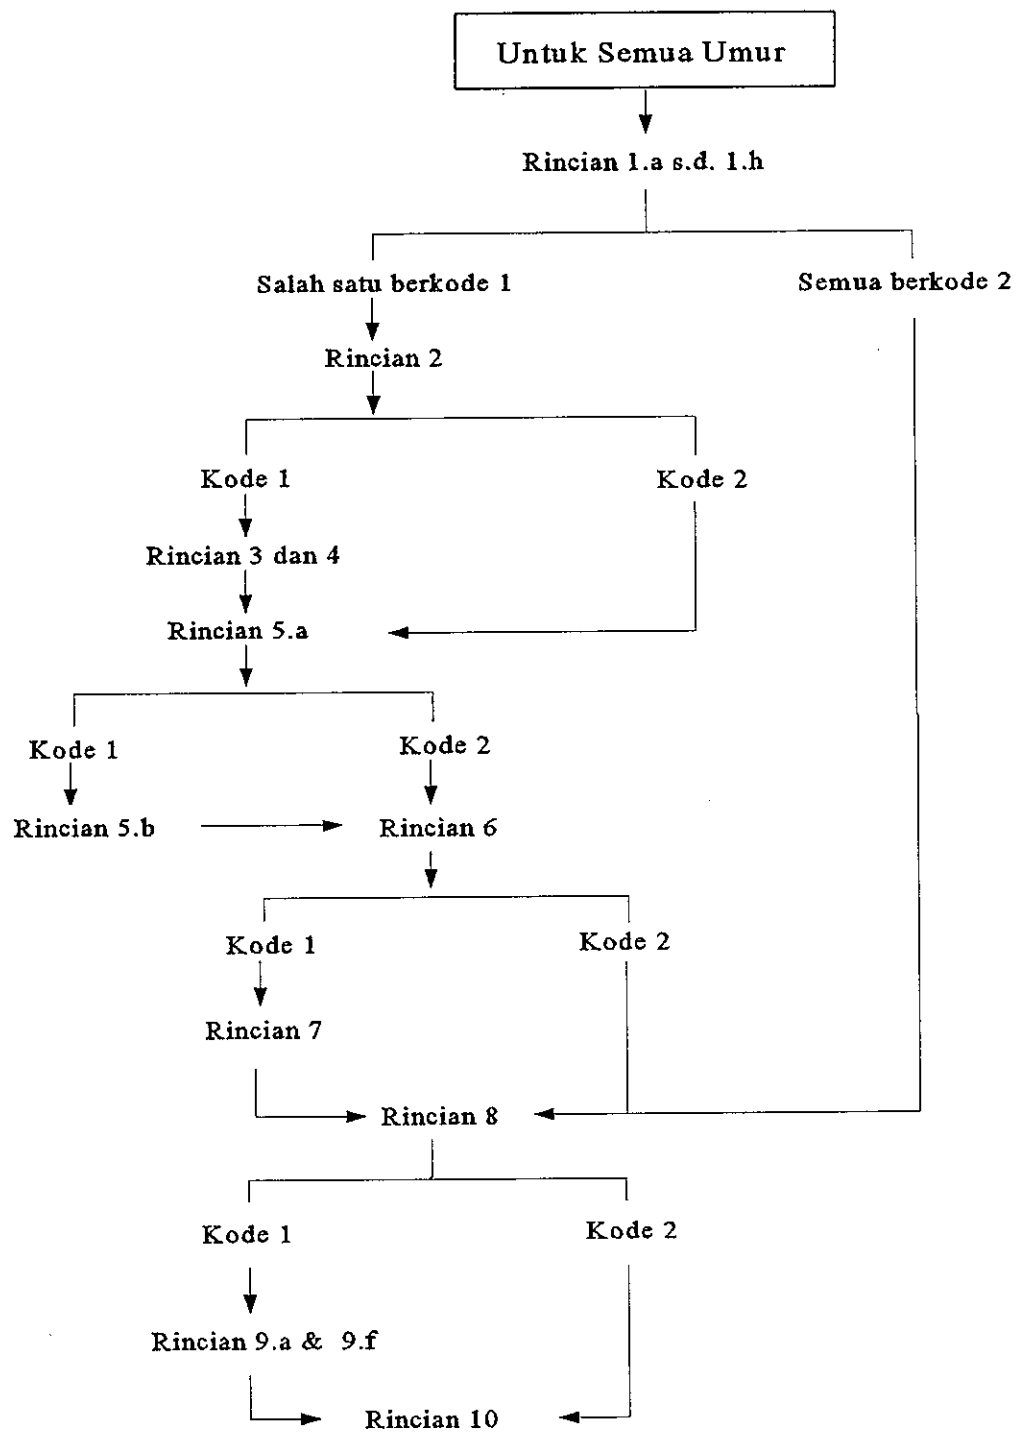 Untuk Semua Umur
Rincian 1.a s.d. 1.h
Salah satu berkode 1
Semua berkode 2
Rincian 2
Kode 1
Kode 2
Rincian 3 dan 4
Rincian 5.a
Kode 1
Kode 2
Rincian 5.b
Rincian 6
Kode 1
Kode 2
Rincian 7
Rincian 8
Kode 1
Kode 2
Rincian 9.a & 9.f
Rincian 10